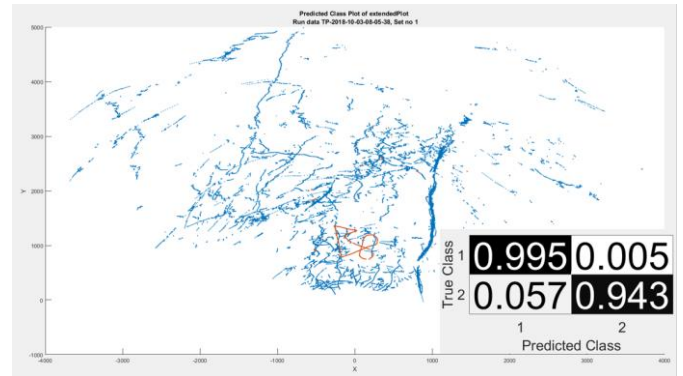 Predicted Class Plot of extendedPlot
Run data TP-2018-10-03-08-05-38, Set no 1
5000
4000
3000
2000
1000
0
-1000
Y
-4000 -3000 -2000 -1000 0 1000 2000 3000 4000
X
True Class
1 0.995 0.005
2 0.057 0.943
1 2
Predicted Class